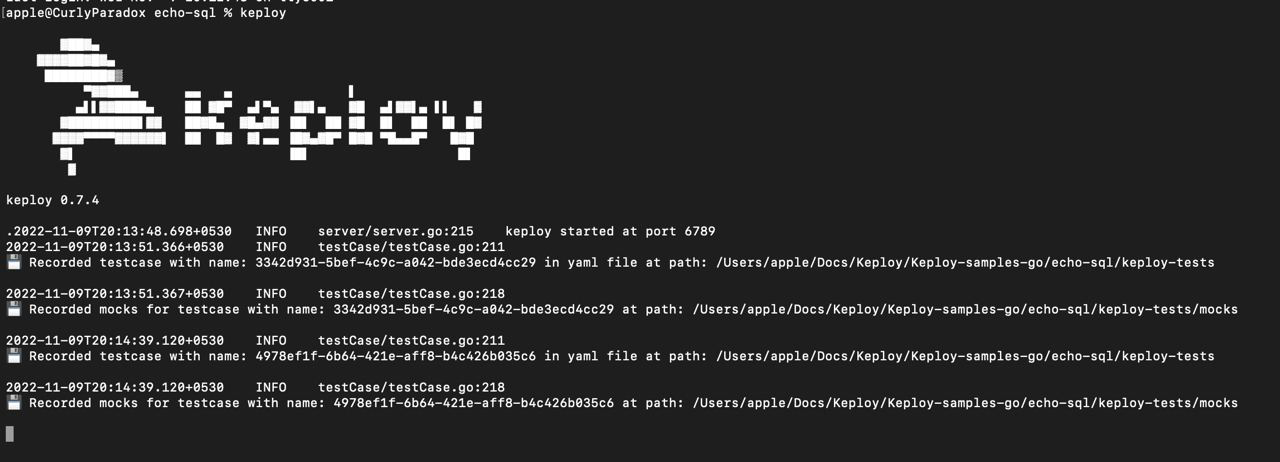 [apple@CurlyParadox echo-sql % keploy
Keploy
keploy 0.7.4
.2022-11-09T20:13:48.698+0530 INFO server/server.go:215 keploy started at port 6789
2022-11-09T20:13:51.366+0530 INFO testCase/testCase.go:211
💾 Recorded testcase with name: 3342d931-5bef-4c9c-a042-bde3ecd4cc29 in yaml file at path: /Users/apple/Docs/Keploy/Keploy-samples-go/echo-sql/keploy-tests
2022-11-09T20:13:51.367+0530 INFO testCase/testCase.go:218
💾 Recorded mocks for testcase with name: 3342d931-5bef-4c9c-a042-bde3ecd4cc29 at path: /Users/apple/Docs/Keploy/Keploy-samples-go/echo-sql/keploy-tests/mocks
2022-11-09T20:14:39.120+0530 INFO testCase/testCase.go:211
💾 Recorded testcase with name: 4978ef1f-6b64-421e-aff8-b4c426b035c6 in yaml file at path: /Users/apple/Docs/Keploy/Keploy-samples-go/echo-sql/keploy-tests
2022-11-09T20:14:39.120+0530 INFO testCase/testCase.go:218
💾 Recorded mocks for testcase with name: 4978ef1f-6b64-421e-aff8-b4c426b035c6 at path: /Users/apple/Docs/Keploy/Keploy-samples-go/echo-sql/keploy-tests/mocks